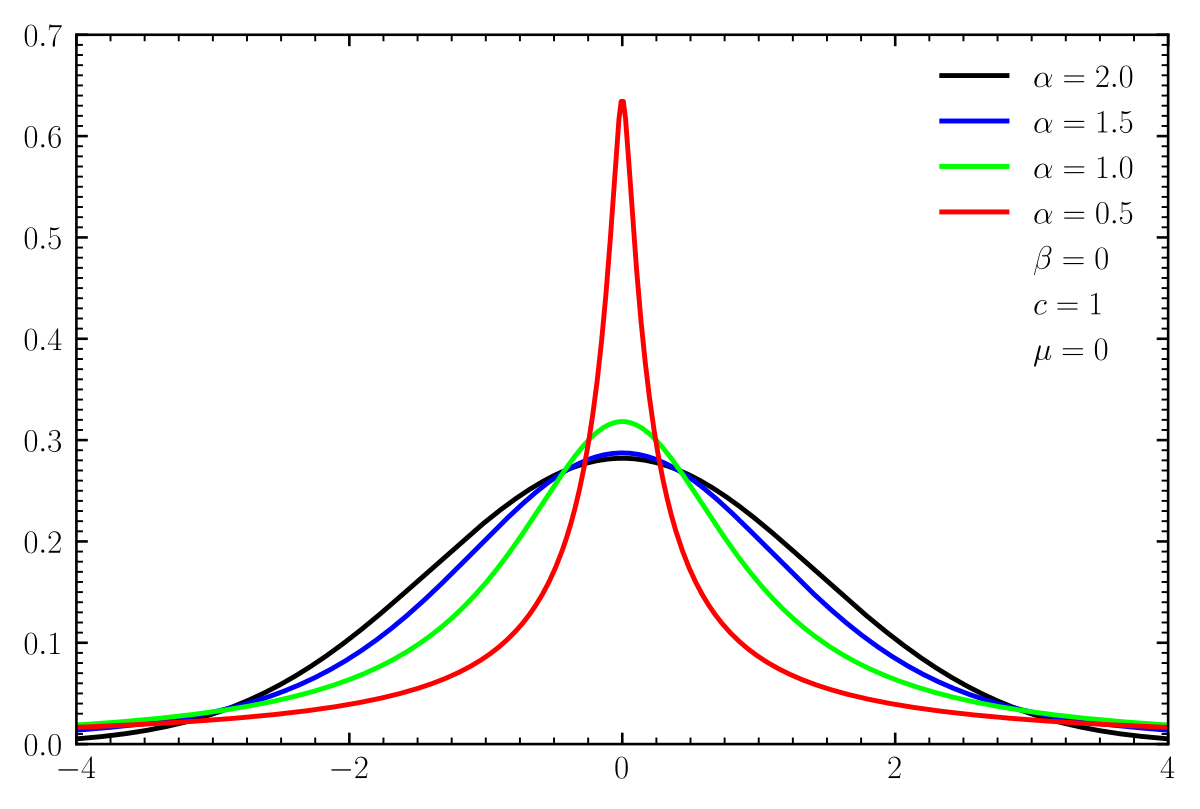 0.7
0.6
0.5
0.4
0.3
0.2
0.1
0.0
−4 −2 0 2 4
α = 2.0
α = 1.5
α = 1.0
α = 0.5
β = 0
c = 1
μ = 0